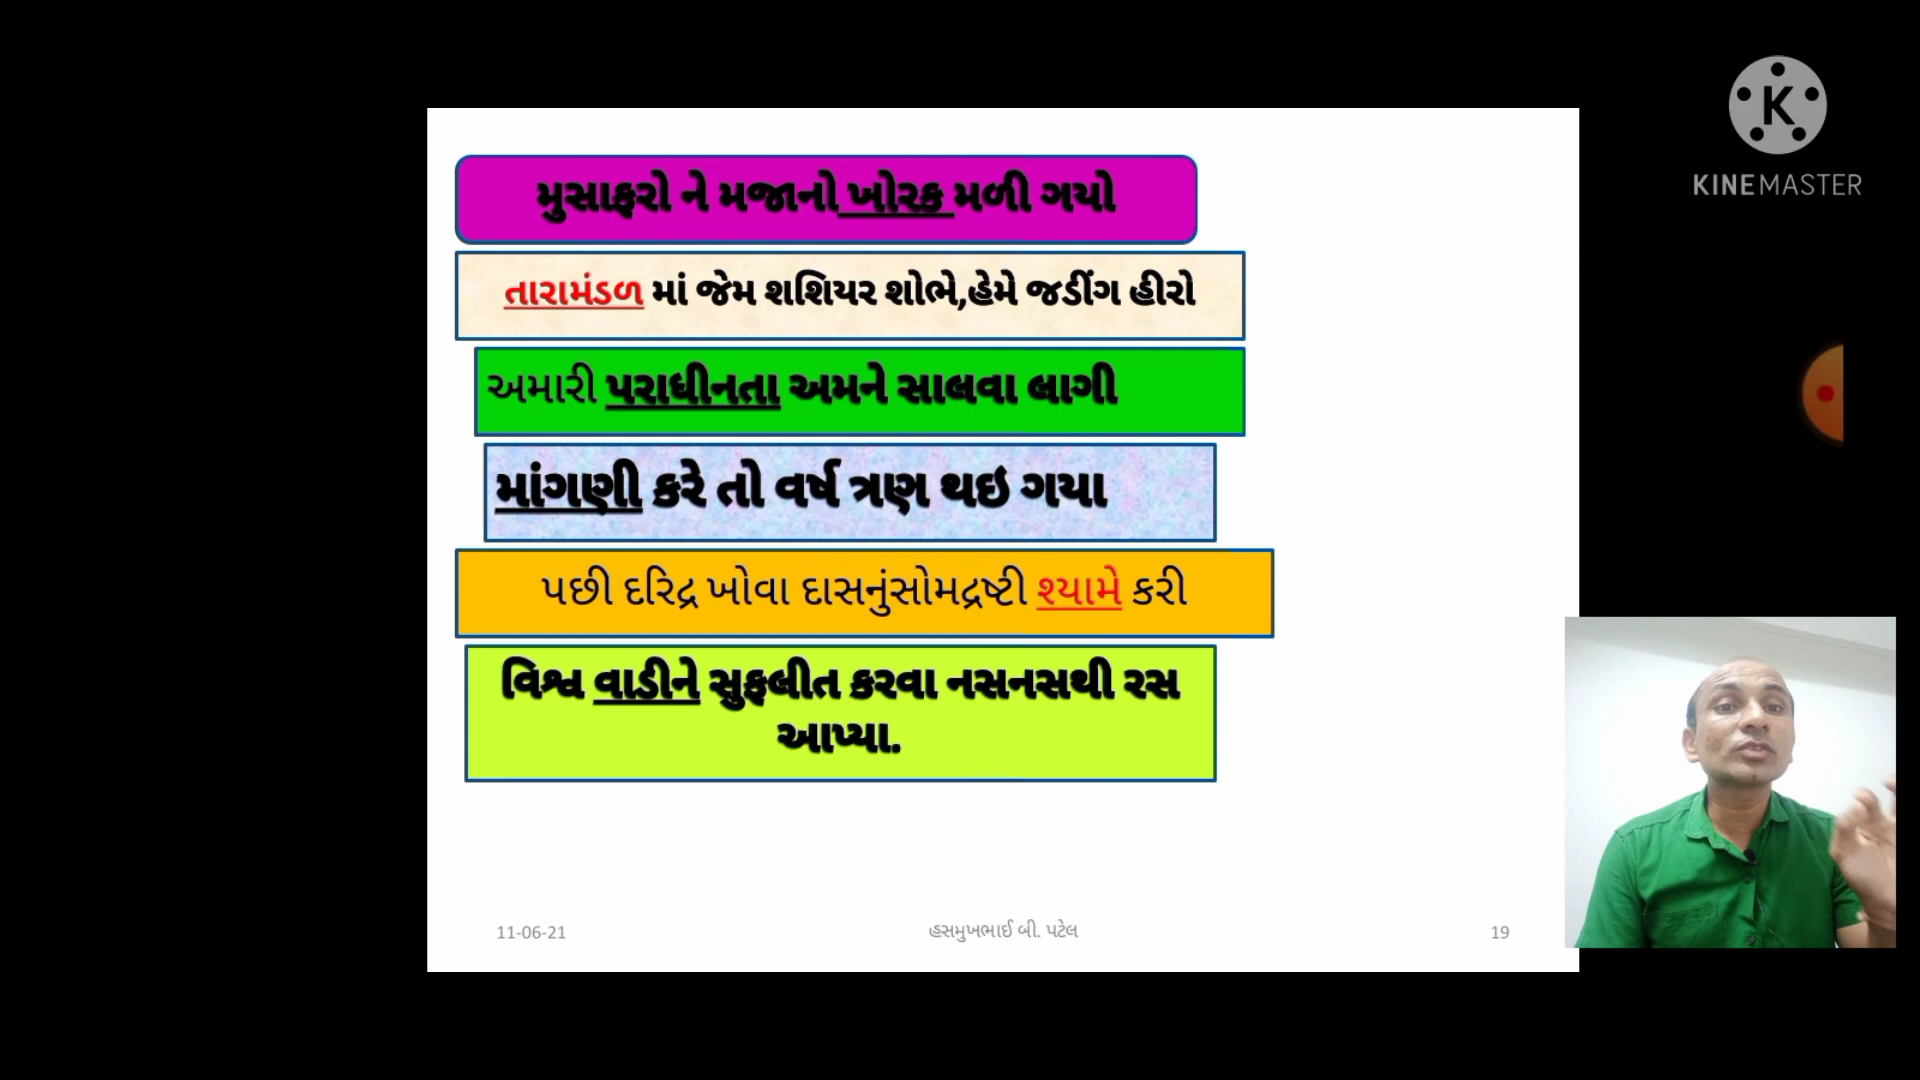 KINEMASTER
મુસાફરો ને મજાનો ખોરક મળી ગયો
તારામંડળ માં જેમ શશિયર શોભે,હેમે જડીંગ હીરો
અમારી પરાધીનતા અમને સાલવા લાગી
માંગણી કરે તો વર્ષ ત્રણ થઇ ગયા
પછી દરિદ્ર ખોવા દાસનુંસોમદ્રષ્ટી શ્યામે કરી
વિશ્વ વાડીને સુફલીત કરવા નસનસથી રસ
આપ્યા.
11-06-21
હસમુખભાઈ બી. પટેલ
19